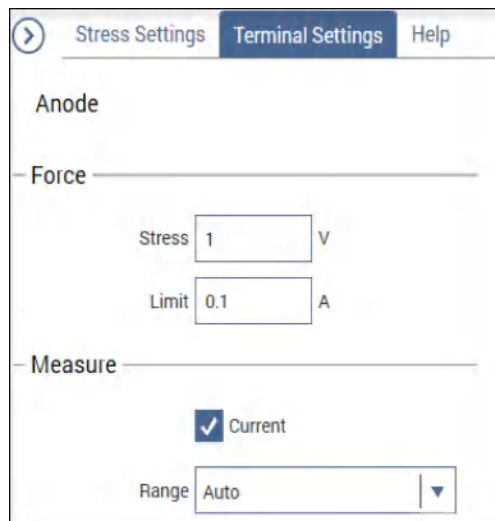 Stress Settings Terminal Settings Help
Anode
Force
Stress 1 V
Limit 0.1 A
Measure
Current
Range Auto